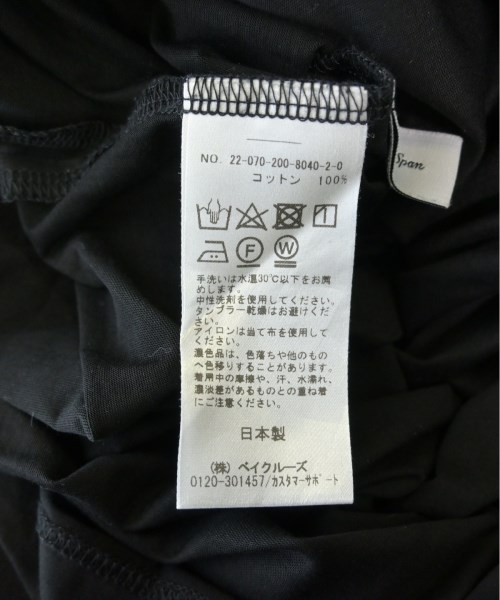 NO. 22-070-200-8040-2-0
コットン 100%
F W
手洗いは水温30℃以下をお薦
めします。
中性洗剤を使用してください。
タンブラー乾燥はお避けくださ
い。
アイロンは当て布を使用して
ください。
濃色品は、色落ちや他のもの
へ色移りすることがあります。
着用中の摩擦や、汗、水濡れ、
濃淡差があるものとの重ね着
にご注意ください。
日本製
(株) ベイクルーズ
0120-301457/カスタマーサポート
Span